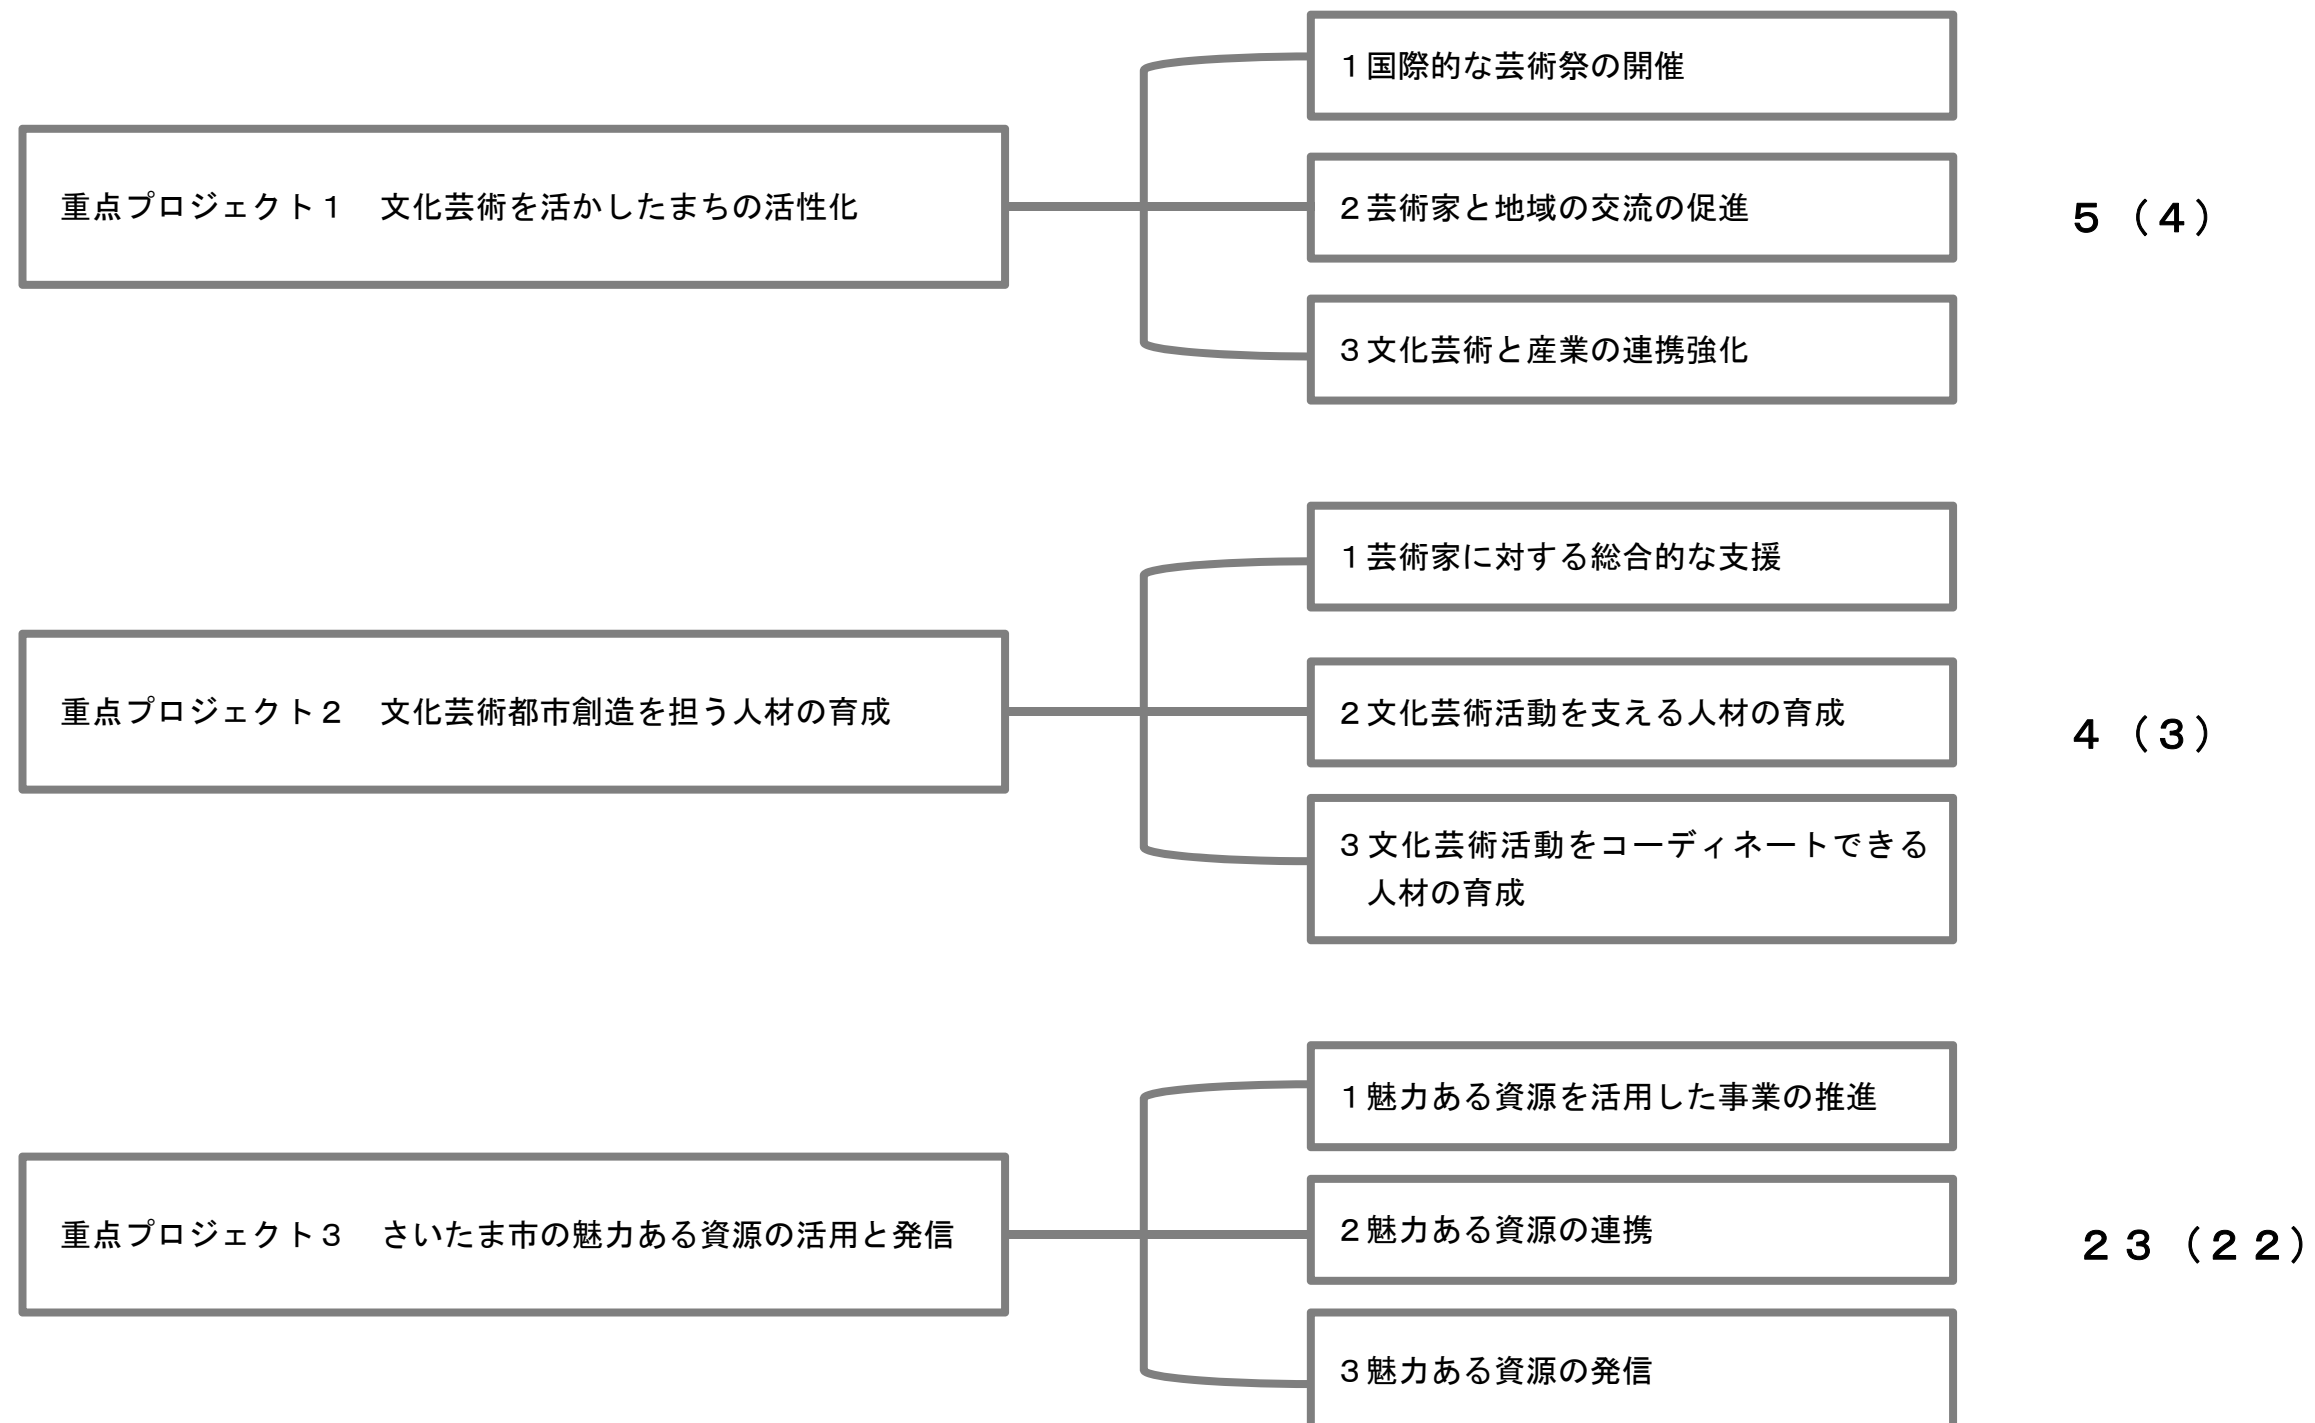 重点プロジェクト１　文化芸術を活かしたまちの活性化
１国際的な芸術祭の開催
２芸術家と地域の交流の促進
３文化芸術と産業の連携強化
５（４）
重点プロジェクト２　文化芸術都市創造を担う人材の育成
１芸術家に対する総合的な支援
２文化芸術活動を支える人材の育成
３文化芸術活動をコーディネートできる
人材の育成
４（３）
重点プロジェクト３　さいたま市の魅力ある資源の活用と発信
１魅力ある資源を活用した事業の推進
２魅力ある資源の連携
３魅力ある資源の発信
２３（２２）